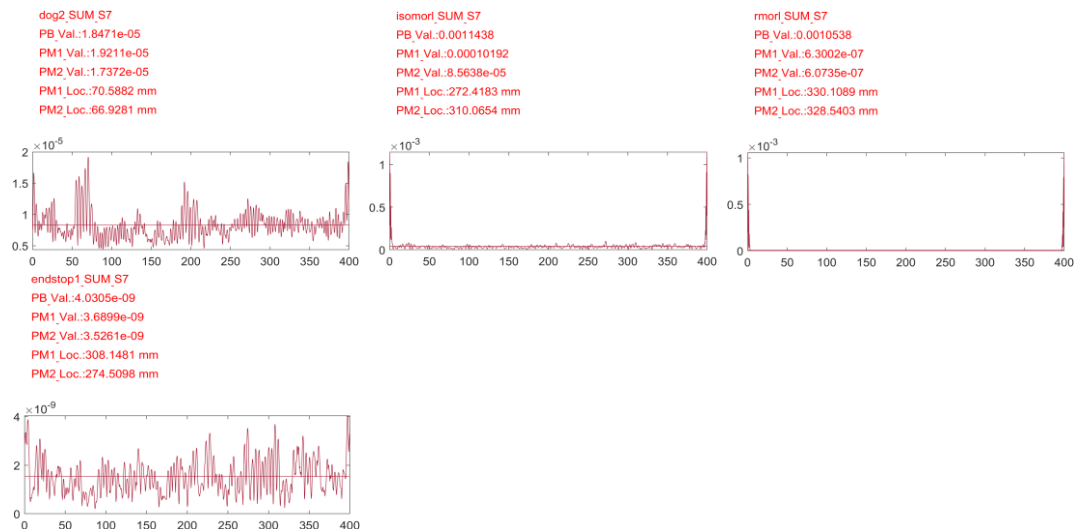 dog2_SUM_S7
PB_Val.:1.8471e-05
PM1_Val.:1.9211e-05
PM2_Val.:1.7372e-05
PM1_Loc.:70.5882 mm
PM2_Loc.:66.9281 mm
×10-5
2
1.5
1
0.5
0 50 100 150 200 250 300 350 400
isomorl_SUM_S7
PB_Val.:0.0011438
PM1_Val.:0.00010192
PM2_Val.:8.5638e-05
PM1_Loc.:272.4183 mm
PM2_Loc.:310.0654 mm
×10-3
1
0.5
0
0 50 100 150 200 250 300 350 400
rmorl_SUM_S7
PB_Val.:0.0010538
PM1_Val.:6.3002e-07
PM2_Val.:6.0735e-07
PM1_Loc.:330.1089 mm
PM2_Loc.:328.5403 mm
×10-3
1
0.5
0
0 50 100 150 200 250 300 350 400
endstop1_SUM_S7
PB_Val.:4.0305e-09
PM1_Val.:3.6899e-09
PM2_Val.:3.5261e-09
PM1_Loc.:308.1481 mm
PM2_Loc.:274.5098 mm
×10-9
4
2
0
0 50 100 150 200 250 300 350 400